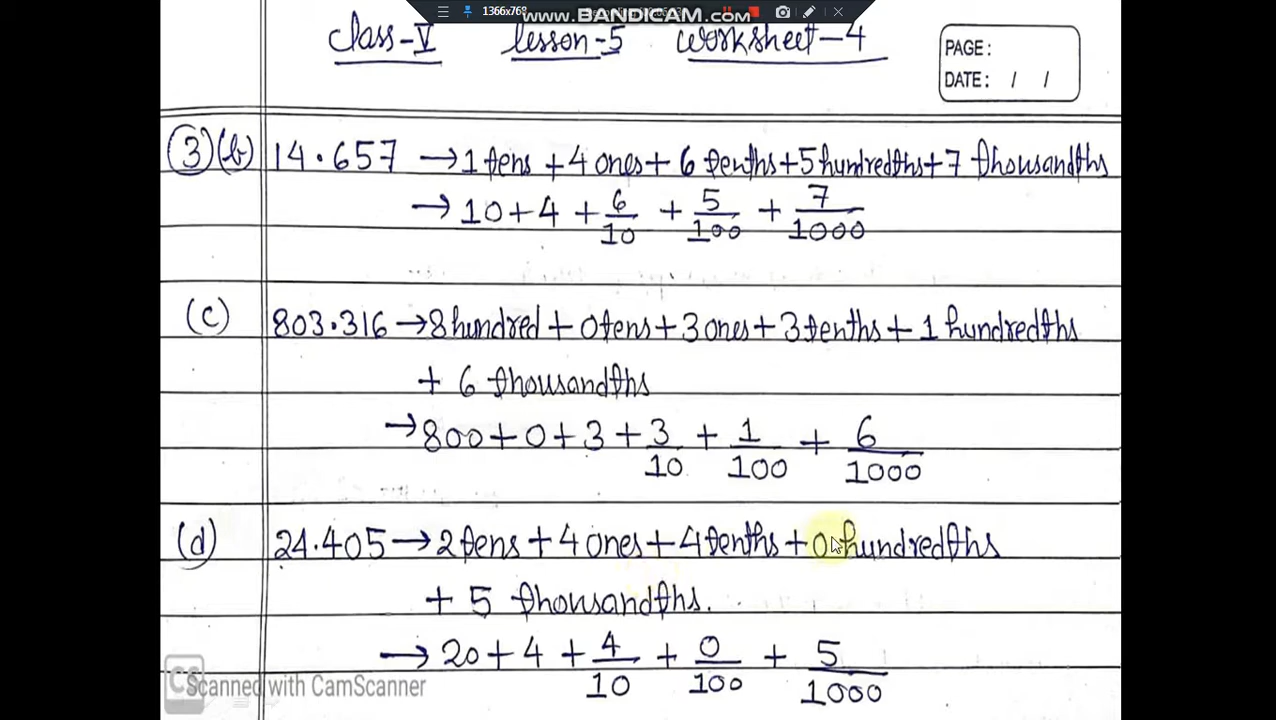 1366x768
www.BANDICAM.com
Class-V Lesson-5 Worksheet-4
PAGE:
DATE: / /
3 (b) 14.657 → 1 tens + 4 ones + 6 tenths + 5 hundredths + 7 thousandths
→ 10 + 4 + 6/10 + 5/100 + 7/1000
(c) 803.316 → 8 hundred + 0 tens + 3 ones + 3 tenths + 1 hundredths
+ 6 thousandths
→ 800 + 0 + 3 + 3/10 + 1/100 + 6/1000
(d) 24.405 → 2 tens + 4 ones + 4 tenths + 0 hundredths
+ 5 thousandths.
→ 20 + 4 + 4/10 + 0/100 + 5/1000
CS Scanned with CamScanner